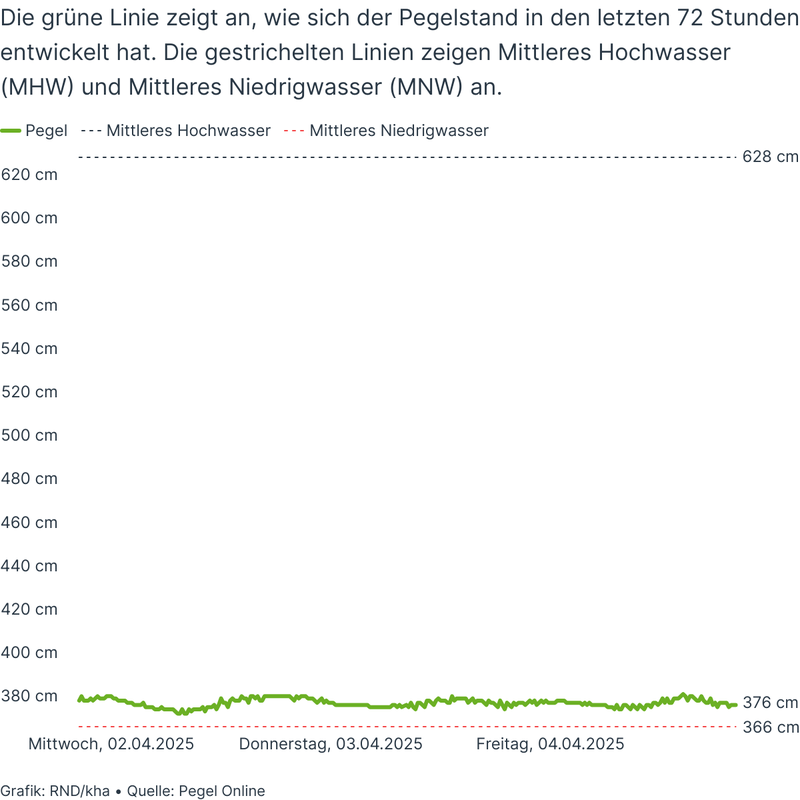 Die grüne Linie zeigt an, wie sich der Pegelstand in den letzten 72 Stunden
entwickelt hat. Die gestrichelten Linien zeigen Mittleres Hochwasser
(MHW) und Mittleres Niedrigwasser (MNW) an.
Pegel Mittleres Hochwasser Mittleres Niedrigwasser
628 cm
620 cm
600 cm
580 cm
560 cm
540 cm
520 cm
500 cm
480 cm
460 cm
440 cm
420 cm
400 cm
380 cm
376 cm
366 cm
Mittwoch, 02.04.2025 Donnerstag, 03.04.2025 Freitag, 04.04.2025
Grafik: RND/kha • Quelle: Pegel Online